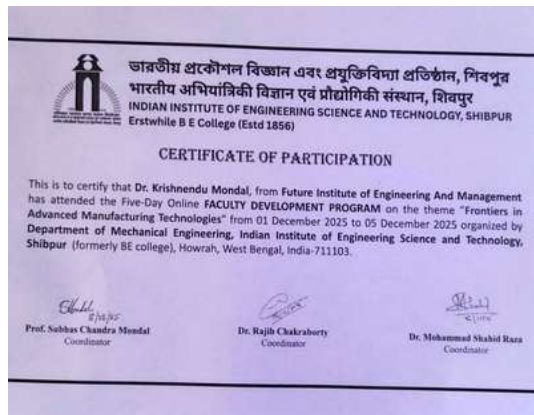 ভারতীয় প্রকৌশল বিজ্ঞান এবং প্রযুক্তিবিদ্যা প্রতিষ্ঠান, শিবপুর
भारतीय अभियांत्रिकी विज्ञान एवं प्रौद्योगिकी संस्थान, शिवपुर
INDIAN INSTITUTE OF ENGINEERING SCIENCE AND TECHNOLOGY, SHIBPUR
Erstwhile B E College (Estd 1856)
CERTIFICATE OF PARTICIPATION
This is to certify that Dr. Krishnendu Mondal, from Future Institute of Engineering And Management
has attended the Five-Day Online FACULTY DEVELOPMENT PROGRAM on the theme "Frontiers in
Advanced Manufacturing Technologies" from 01 December 2025 to 05 December 2025 organized by
Department of Mechanical Engineering, Indian Institute of Engineering Science and Technology,
Shibpur (formerly BE college), Howrah, West Bengal, India-711103.
Prof. Subhas Chandra Mondal
Coordinator
Dr. Rajib Chakraborty
Coordinator
Dr. Mohammad Shahid Raza
Coordinator